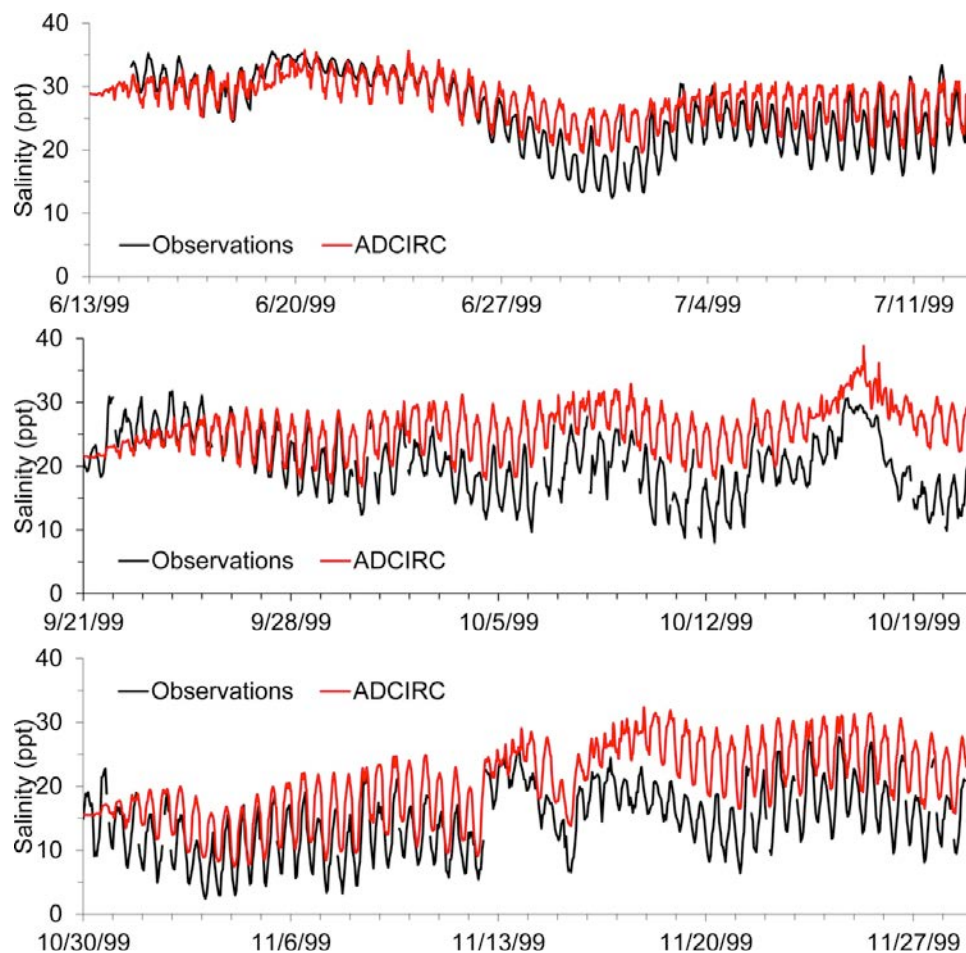 40
30
Salinity (ppt)
20
10
Observations ADCIRC
0
6/13/99 6/20/99 6/27/99 7/4/99 7/11/99
40
30
Salinity (ppt)
20
10
Observations ADCIRC
0
9/21/99 9/28/99 10/5/99 10/12/99 10/19/99
40
Observations ADCIRC
30
Salinity (ppt)
20
10
0
10/30/99 11/6/99 11/13/99 11/20/99 11/27/99